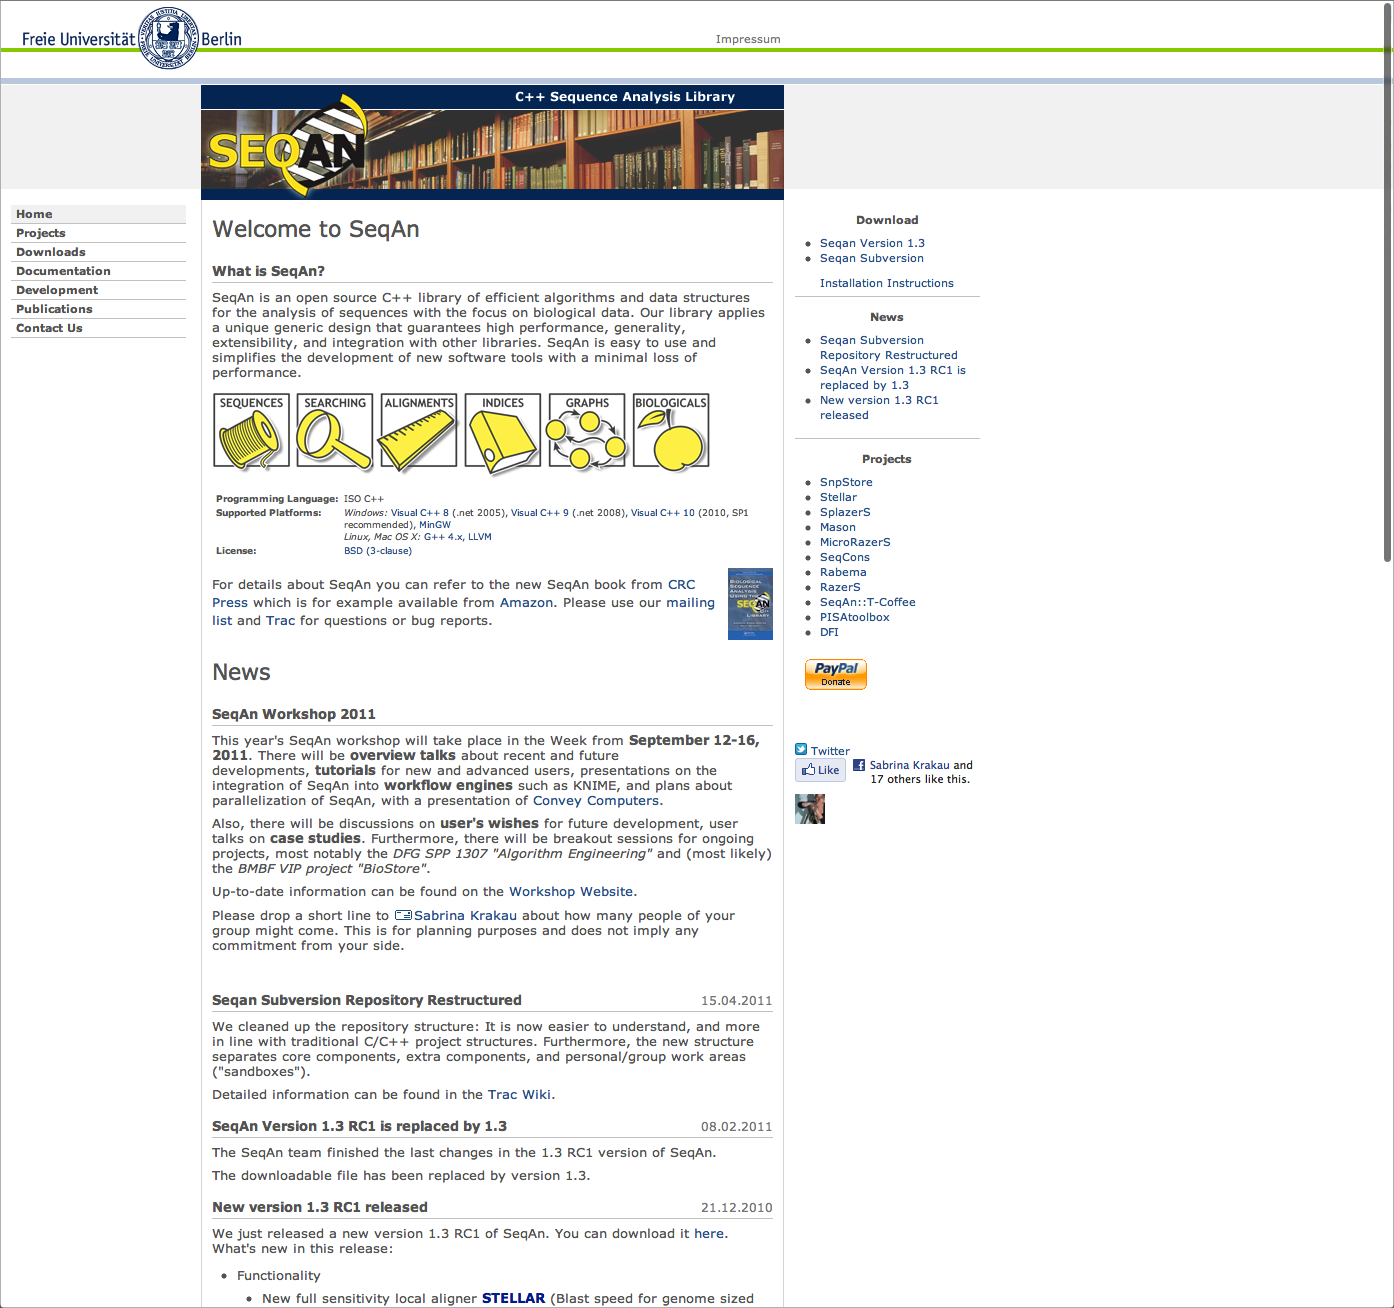 Freie Universität Berlin
Impressum
C++ Sequence Analysis Library
SEQAN
Home
Projects
Downloads
Documentation
Development
Publications
Contact Us
Welcome to SeqAn
What is SeqAn?
SeqAn is an open source C++ library of efficient algorithms and data structures
for the analysis of sequences with the focus on biological data. Our library applies
a unique generic design that guarantees high performance, generality,
extensibility, and integration with other libraries. SeqAn is easy to use and
simplifies the development of new software tools with a minimal loss of
performance.
SEQUENCES SEARCHING ALIGNMENTS INDICES GRAPHS BIOLOGICALS
Programming Language: ISO C++
Supported Platforms: Windows: Visual C++ 8 (.net 2005), Visual C++ 9 (.net 2008), Visual C++ 10 (2010, SP1
recommended), MinGW
Linux, Mac OS X: G++ 4.x, LLVM
License: BSD (3-clause)
For details about SeqAn you can refer to the new SeqAn book from CRC
Press which is for example available from Amazon. Please use our mailing
list and Trac for questions or bug reports.
BIOLOGICAL
SEQUENCE
ANALYSIS
SEQAN
LIBRARY
News
SeqAn Workshop 2011
This year's SeqAn workshop will take place in the Week from September 12-16,
2011. There will be overview talks about recent and future
developments, tutorials for new and advanced users, presentations on the
integration of SeqAn into workflow engines such as KNIME, and plans about
parallelization of SeqAn, with a presentation of Convey Computers.
Also, there will be discussions on user's wishes for future development, user
talks on case studies. Furthermore, there will be breakout sessions for ongoing
projects, most notably the DFG SPP 1307 "Algorithm Engineering" and (most likely)
the BMBF VIP project "BioStore".
Up-to-date information can be found on the Workshop Website.
Please drop a short line to Sabrina Krakau about how many people of your
group might come. This is for planning purposes and does not imply any
commitment from your side.
Seqan Subversion Repository Restructured 15.04.2011
We cleaned up the repository structure: It is now easier to understand, and more
in line with traditional C/C++ project structures. Furthermore, the new structure
separates core components, extra components, and personal/group work areas
("sandboxes").
Detailed information can be found in the Trac Wiki.
SeqAn Version 1.3 RC1 is replaced by 1.3 08.02.2011
The SeqAn team finished the last changes in the 1.3 RC1 version of SeqAn.
The downloadable file has been replaced by version 1.3.
New version 1.3 RC1 released 21.12.2010
We just released a new version 1.3 RC1 of SeqAn. You can download it here.
What's new in this release:
• Functionality
• New full sensitivity local aligner STELLAR (Blast speed for genome sized
Download
• Seqan Version 1.3
• Seqan Subversion
Installation Instructions
News
• Seqan Subversion
Repository Restructured
• SeqAn Version 1.3 RC1 is
replaced by 1.3
• New version 1.3 RC1
released
Projects
• SnpStore
• Stellar
• SplazerS
• Mason
• MicroRazerS
• SeqCons
• Rabema
• RazerS
• SeqAn::T-Coffee
• PISAtoolbox
• DFI
PayPal
Donate
Twitter
Like Sabrina Krakau and
17 others like this.